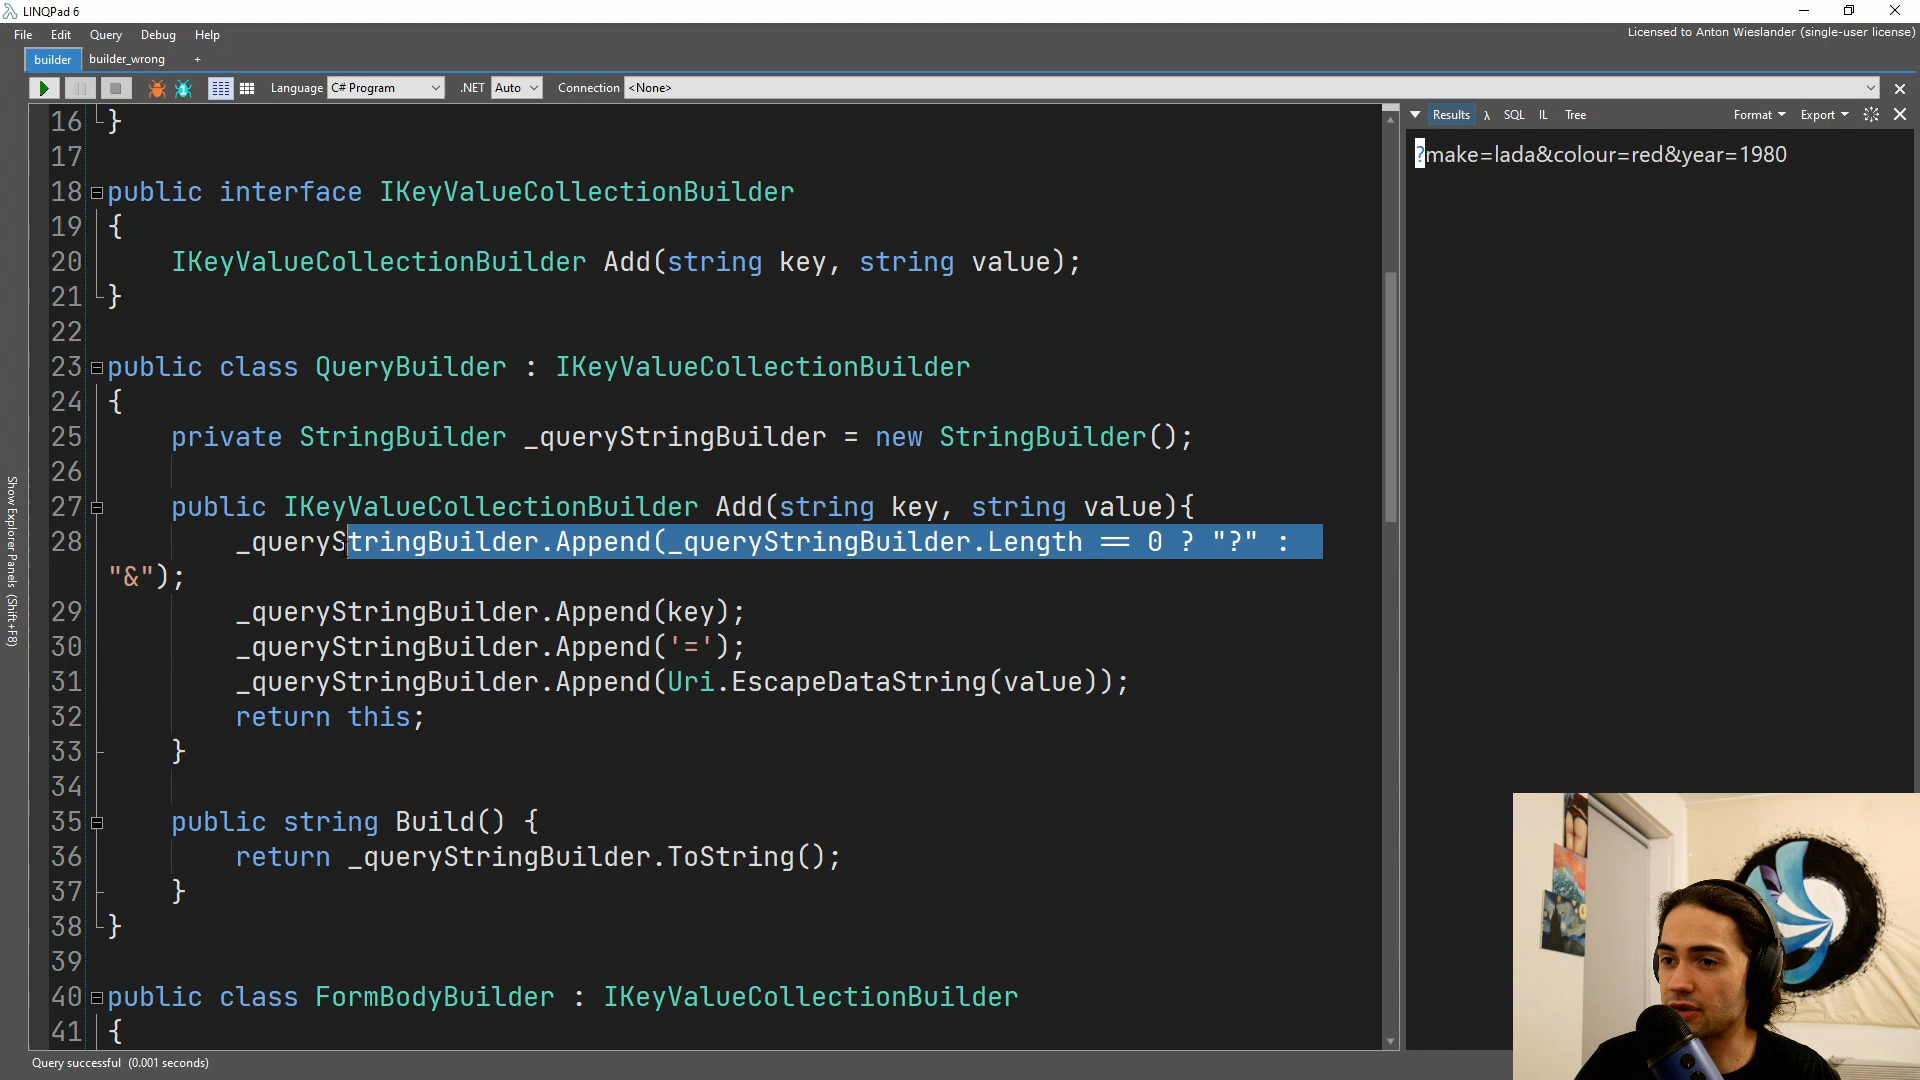 LINQPad 6
File Edit Query Debug Help
Licensed to Anton Wieslander (single-user license)
builder builder_wrong +
Language C# Program .NET Auto Connection <None>
Results λ SQL IL Tree Format Export
?make=lada&colour=red&year=1980
Show Explorer Panels (Shift+F8)
16 }
17
18 public interface IKeyValueCollectionBuilder
19 {
20 IKeyValueCollectionBuilder Add(string key, string value);
21 }
22
23 public class QueryBuilder : IKeyValueCollectionBuilder
24 {
25 private StringBuilder _queryStringBuilder = new StringBuilder();
26
27 public IKeyValueCollectionBuilder Add(string key, string value){
28 _queryStringBuilder.Append(_queryStringBuilder.Length == 0 ? "?" :
"&");
29 _queryStringBuilder.Append(key);
30 _queryStringBuilder.Append('=');
31 _queryStringBuilder.Append(Uri.EscapeDataString(value));
32 return this;
33 }
34
35 public string Build() {
36 return _queryStringBuilder.ToString();
37 }
38 }
39
40 public class FormBodyBuilder : IKeyValueCollectionBuilder
41 {
Query successful (0.001 seconds)